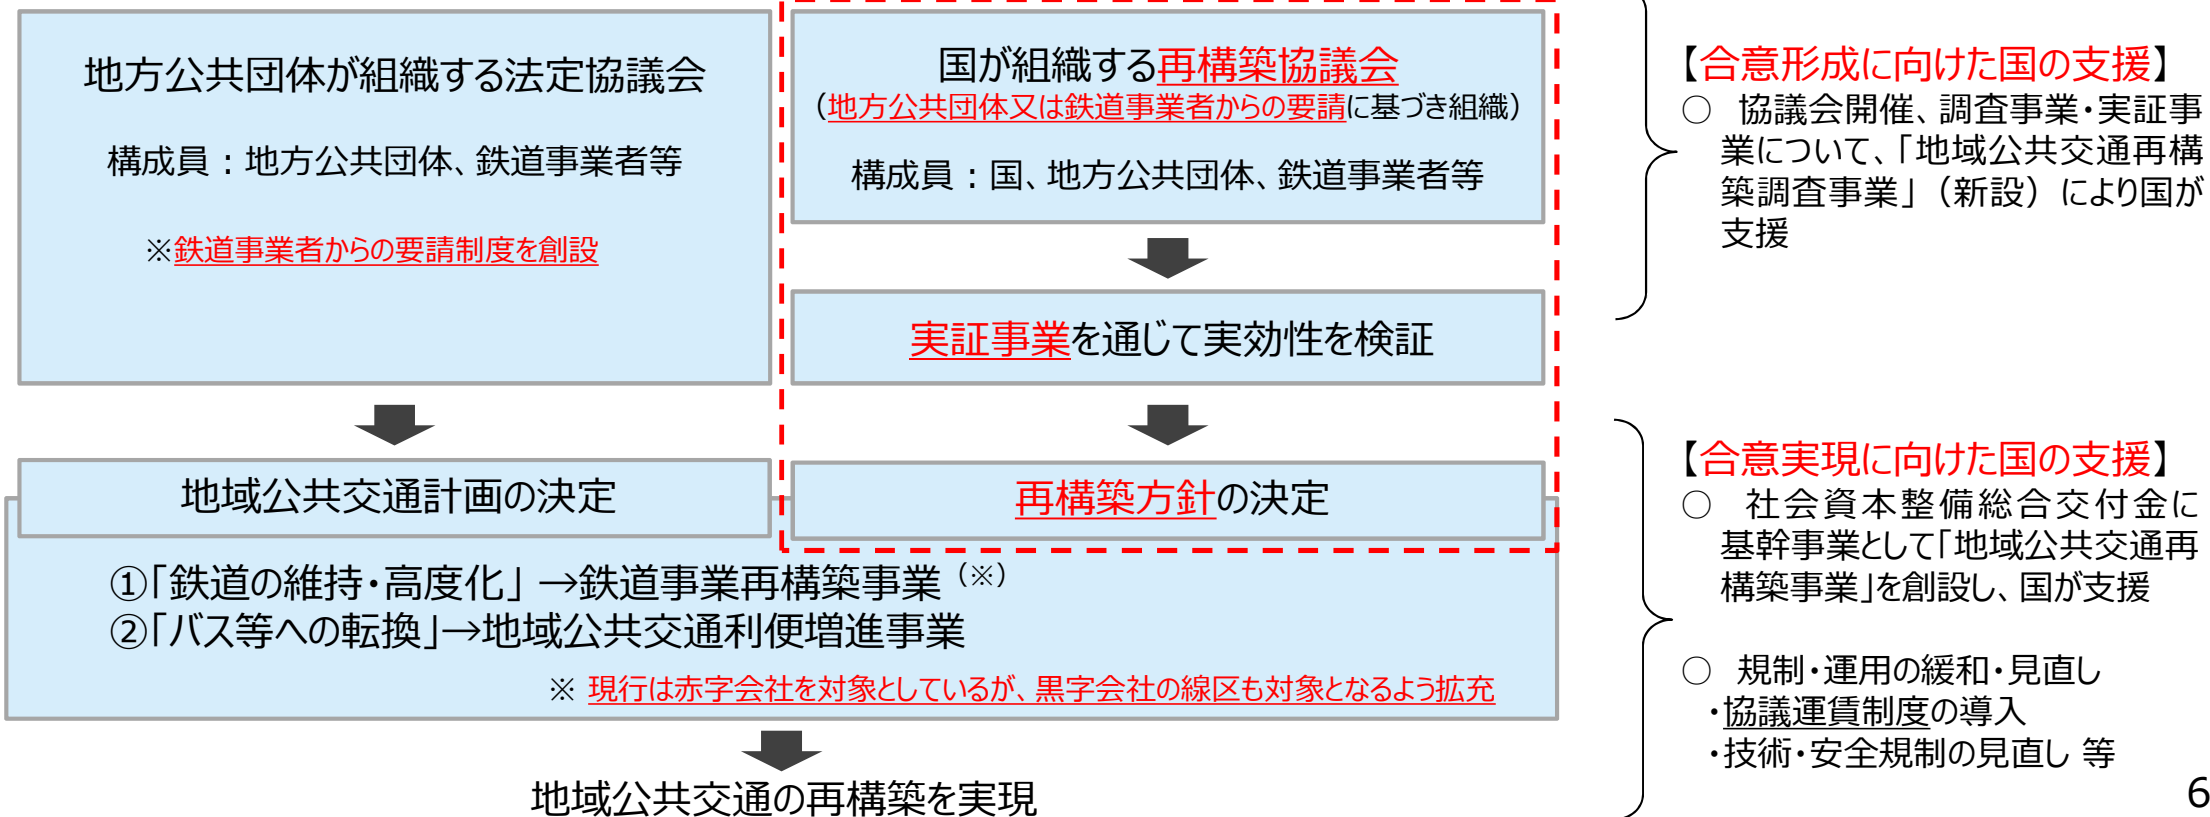 地方公共団体が組織する法定協議会
構成員：地方公共団体、鉄道事業者等
※鉄道事業者からの要請制度を創設
国が組織する再構築協議会
（地方公共団体又は鉄道事業者からの要請に基づき組織）
構成員：国、地方公共団体、鉄道事業者等
実証事業を通じて実効性を検証
地域公共交通計画の決定
再構築方針の決定
①「鉄道の維持・高度化」→鉄道事業再構築事業（※）
②「バス等への転換」→地域公共交通利便増進事業
※ 現行は赤字会社を対象としているが、黒字会社の線区も対象となるよう拡充
地域公共交通の再構築を実現
【合意形成に向けた国の支援】
○ 協議会開催、調査事業・実証事
業について、「地域公共交通再構
築調査事業」（新設）により国が
支援
【合意実現に向けた国の支援】
○ 社会資本整備総合交付金に
基幹事業として「地域公共交通再
構築事業」を創設し、国が支援
○ 規制・運用の緩和・見直し
・協議運賃制度の導入
・技術・安全規制の見直し 等
6